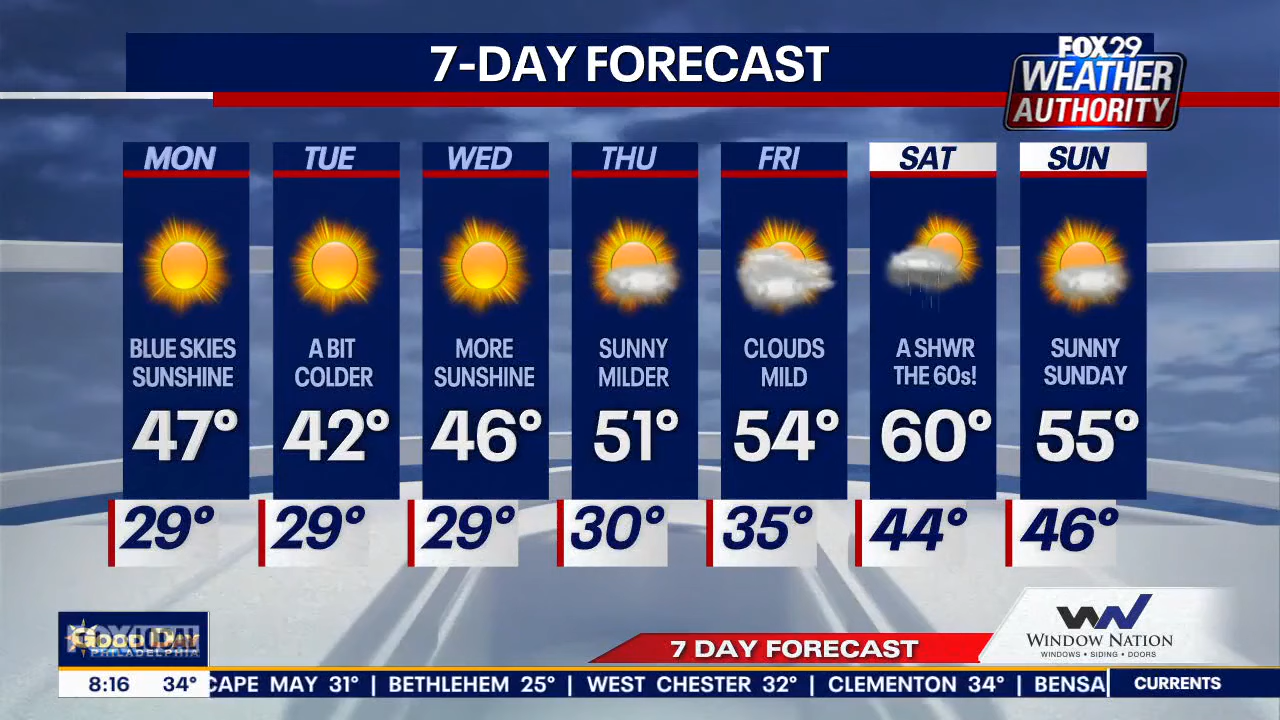 7-DAY FORECAST
FOX 29
WEATHER
AUTHORITY
MON TUE WED THU FRI SAT SUN
BLUE SKIES SUNSHINE
A BIT COLDER
MORE SUNSHINE
SUNNY MILDER
CLOUDS MILD
A SHWR THE 60s!
SUNNY SUNDAY
47° 42° 46° 51° 54° 60° 55°
29° 29° 29° 30° 35° 44° 46°
GOOD DAY
PHILADELPHIA
7 DAY FORECAST
WINDOW NATION
WINDOWS • SIDING • DOORS
8:16 34° CAPE MAY 31° | BETHLEHEM 25° | WEST CHESTER 32° | CLEMENTON 34° | BENSA CURRENTS